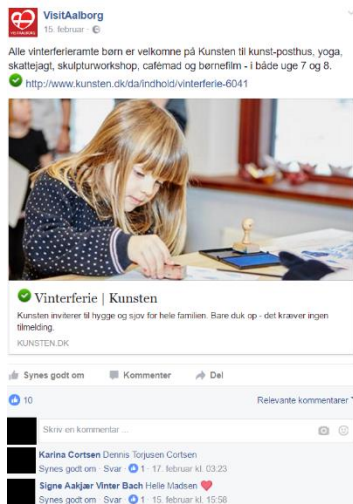 VisitAalborg
15. februar ·
Alle vinterferieramte børn er velkomne på Kunsten til kunst-posthus, yoga,
skattejagt, skulpturworkshop, cafémad og børnefilm - i både uge 7 og 8.
http://www.kunsten.dk/da/indhold/vinterferie-6041
Vinterferie | Kunsten
Kunsten inviterer til hygge og sjov for hele familien. Bare duk op - det kræver ingen
tilmelding.
KUNSTEN.DK
Synes godt om Kommenter Del
10 Relevante kommentarer
Skriv en kommentar ...
Karina Cortsen Dennis Torjusen Cortsen
Synes godt om · Svar · 1 · 17. februar kl. 03:23
Signe Aakjær Vinter Bach Helle Madsen
Synes godt om · Svar · 1 · 15. februar kl. 15:58